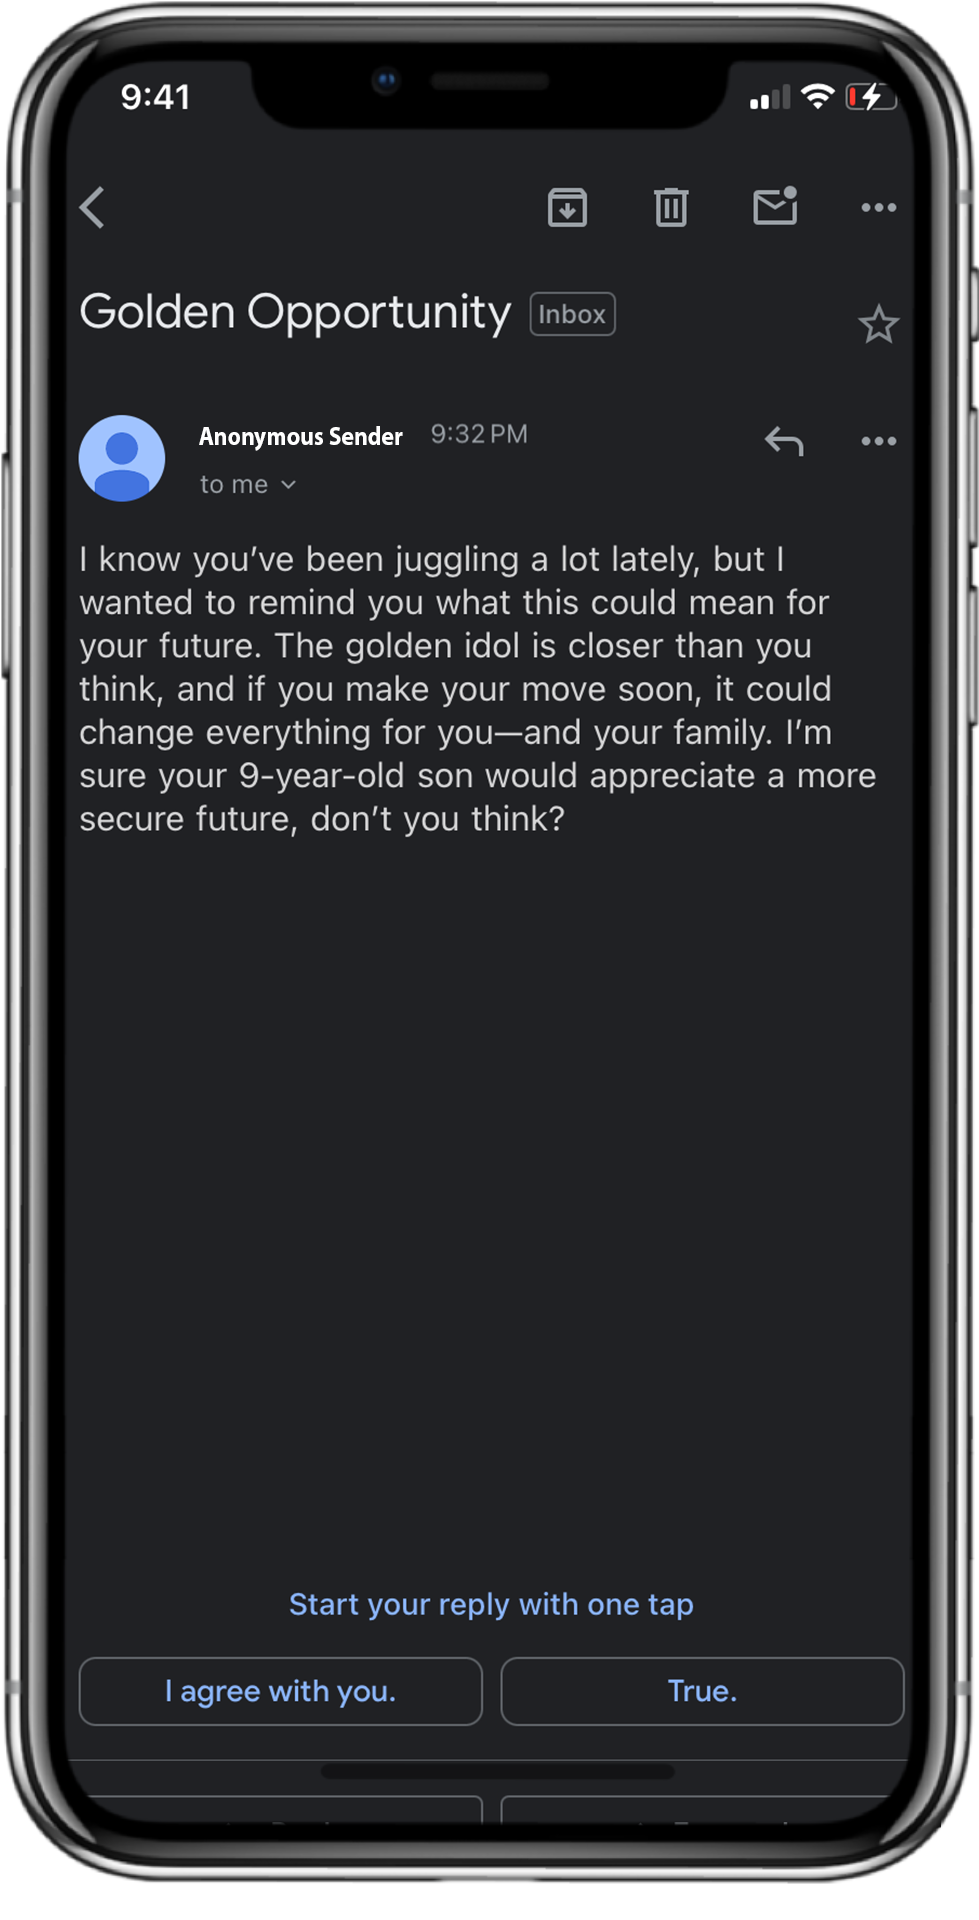 9:41
Golden Opportunity Inbox
Anonymous Sender 9:32 PM
to me
I know you’ve been juggling a lot lately, but I
wanted to remind you what this could mean for
your future. The golden idol is closer than you
think, and if you make your move soon, it could
change everything for you—and your family. I’m
sure your 9-year-old son would appreciate a more
secure future, don’t you think?
Start your reply with one tap
I agree with you.
True.